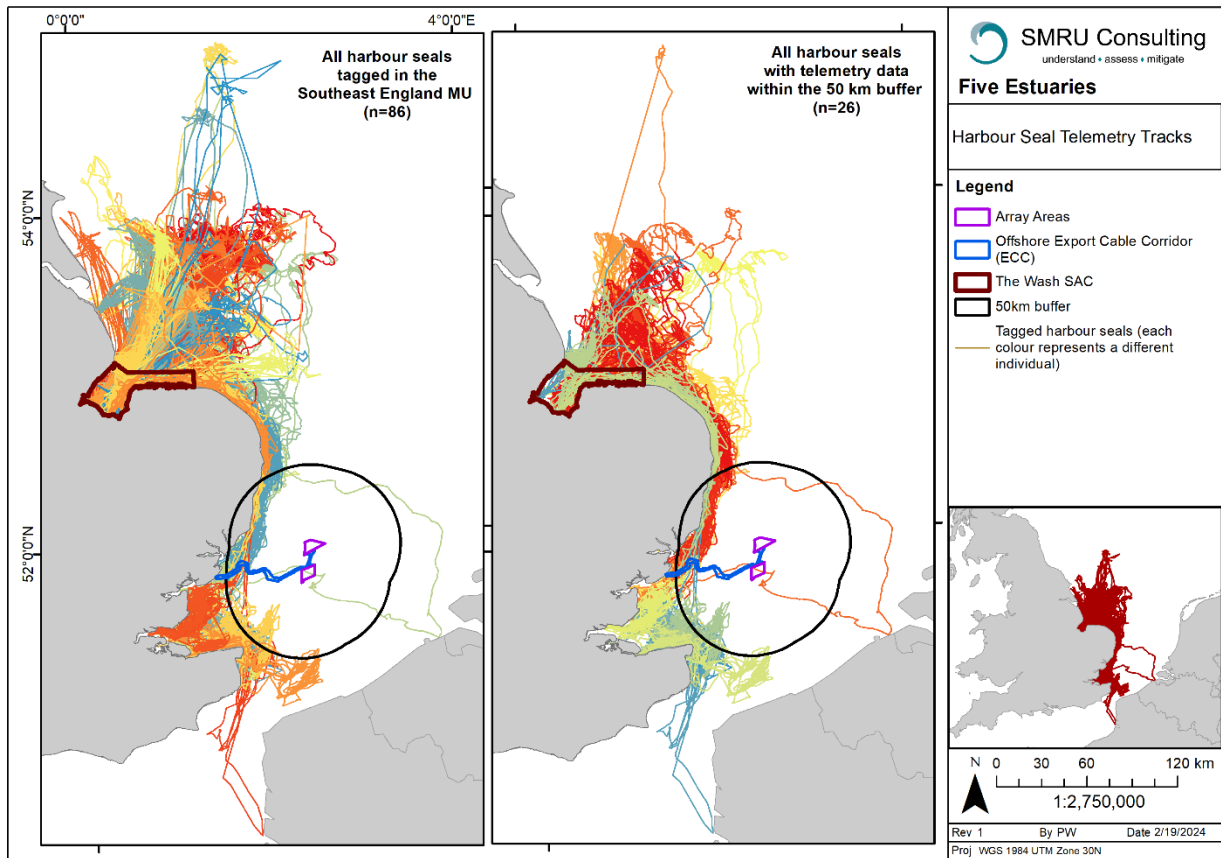 0°0'0"
4°0'0"E
54°0'0"N
52°0'0"N
All harbour seals
tagged in the
Southeast England MU
(n=86)
All harbour seals
with telemetry data
within the 50 km buffer
(n=26)
SMRU Consulting
understand ♦ assess ♦ mitigate
Five Estuaries
Harbour Seal Telemetry Tracks
Legend
Array Areas
Offshore Export Cable Corridor
(ECC)
The Wash SAC
50km buffer
Tagged harbour seals (each
colour represents a different
individual)
N 0 30 60 120 km
1:2,750,000
Rev 1 By PW Date 2/19/2024
Proj WGS 1984 UTM Zone 30N